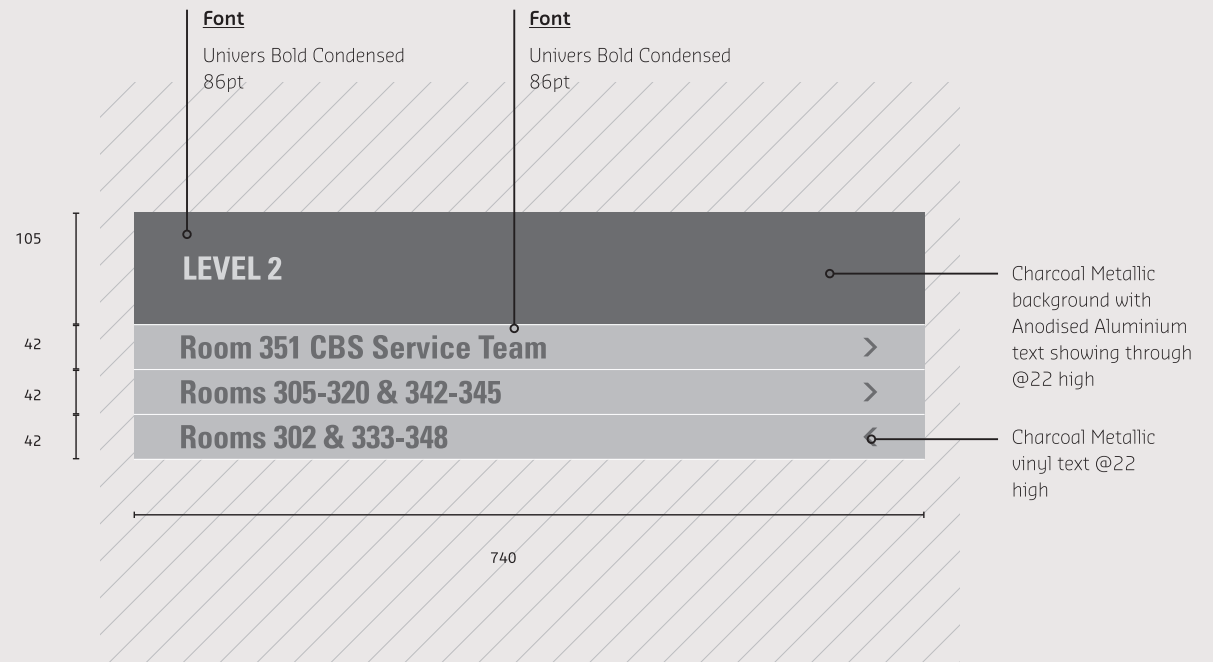 Font
Univers Bold Condensed
86pt
Font
Univers Bold Condensed
86pt
105
LEVEL 2
Charcoal Metallic
background with
Anodised Aluminium
text showing through
@22 high
42
Room 351 CBS Service Team >
42
Rooms 305-320 & 342-345 >
42
Rooms 302 & 333-348 <
Charcoal Metallic
vinyl text @22
high
740